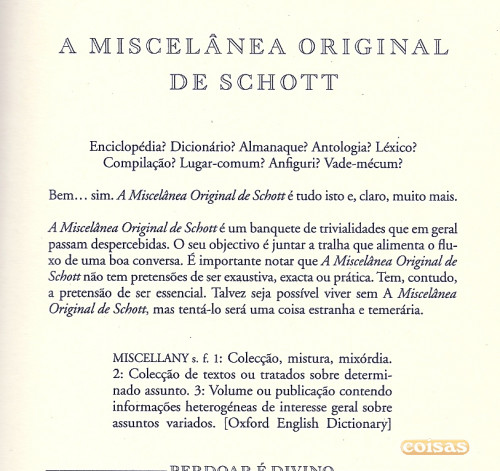 A MISCELÂNEA ORIGINAL
DE SCHOTT
Enciclopédia? Dicionário? Almanaque? Antologia? Léxico?
Compilação? Lugar-comum? Anfiguri? Vade-mécum?
Bem… sim. A Miscelânea Original de Schott é tudo isto e, claro, muito mais.
A Miscelânea Original de Schott é um banquete de trivialidades que em geral
passam despercebidas. O seu objectivo é juntar a tralha que alimenta o flu-
xo de uma boa conversa. É importante notar que A Miscelânea Original de
Schott não tem pretensões de ser exaustiva, exacta ou prática. Tem, contudo,
a pretensão de ser essencial. Talvez seja possível viver sem A Miscelânea
Original de Schott, mas tentá-lo será uma coisa estranha e temerária.
MISCELLANY s. f. 1: Colecção, mistura, mixórdia.
2: Colecção de textos ou tratados sobre determi-
nado assunto. 3: Volume ou publicação contendo
informações heterogéneas de interesse geral sobre
assuntos variados. [Oxford English Dictionary]
coisas
PERDOAR É DIVINO